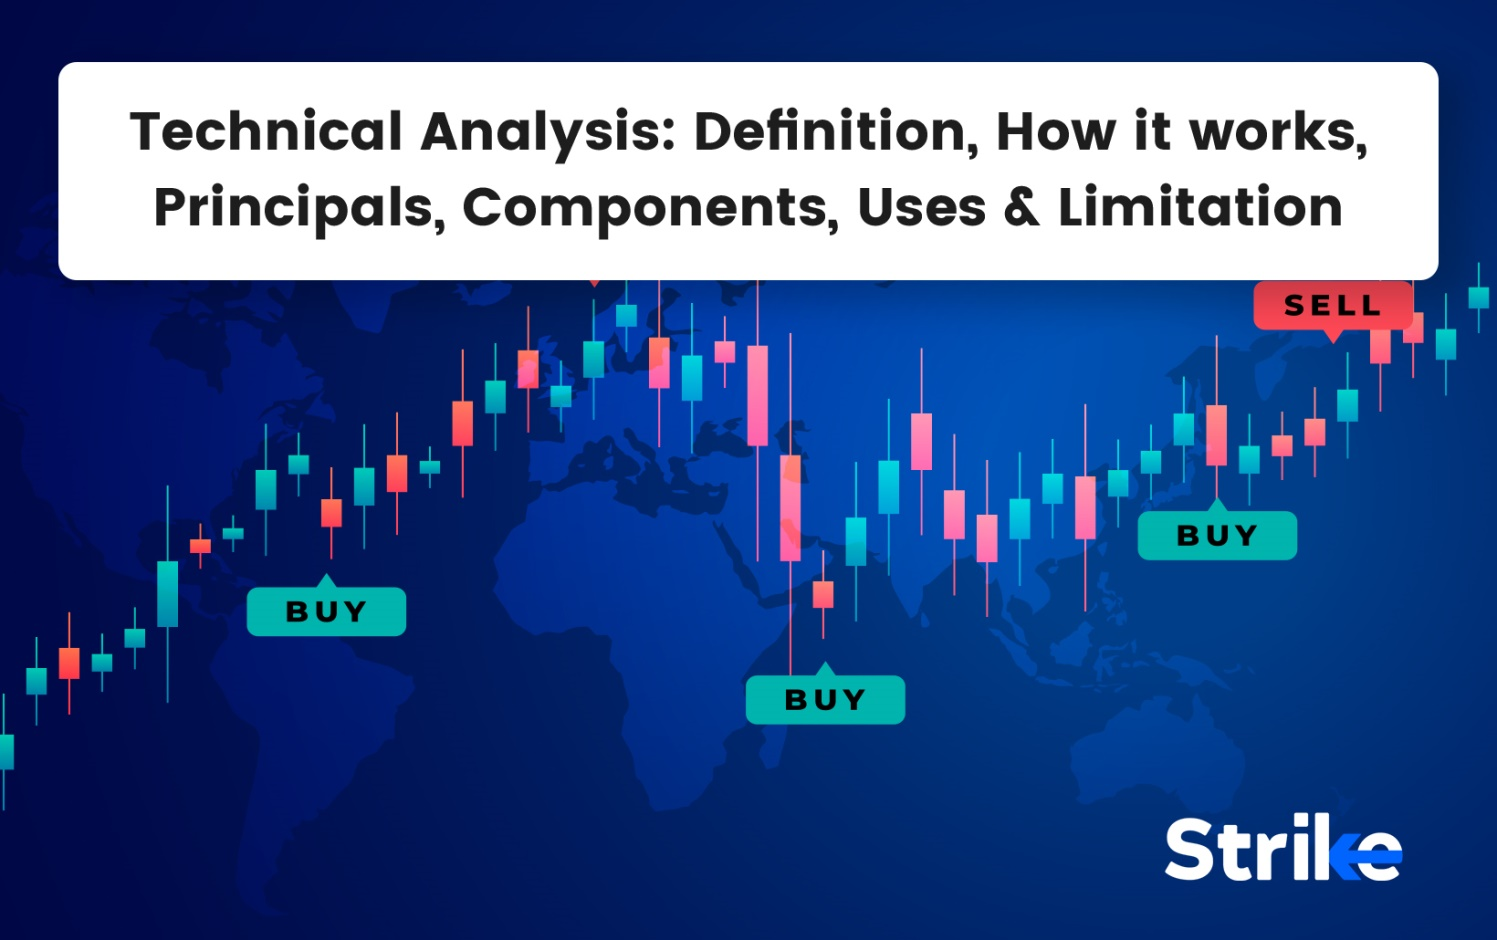 Technical Analysis: Definition, How it works,
Principals, Components, Uses & Limitation
SELL
BUY
BUY
BUY
Strike